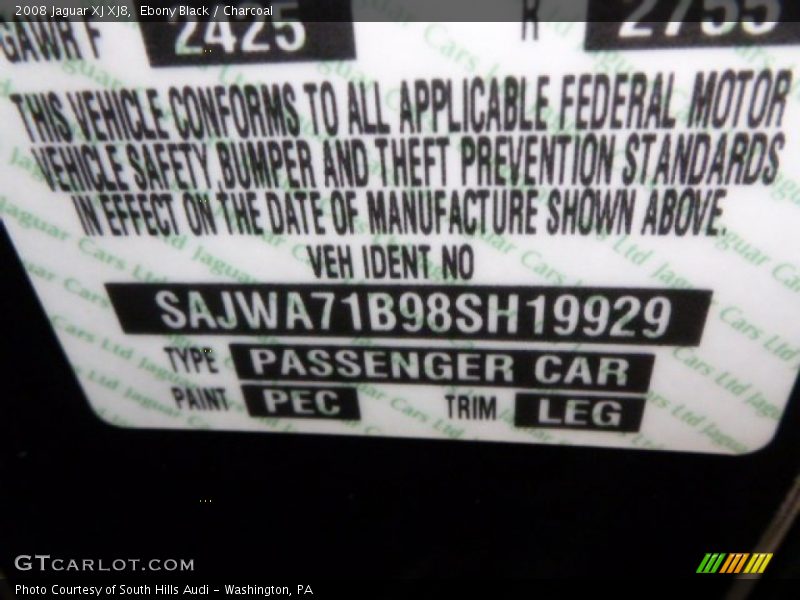 2008 Jaguar XJ XJ8, Ebony Black / Charcoal
GAWR F 2425 R 2755
THIS VEHICLE CONFORMS TO ALL APPLICABLE FEDERAL MOTOR
VEHICLE SAFETY, BUMPER AND THEFT PREVENTION STANDARDS
IN EFFECT ON THE DATE OF MANUFACTURE SHOWN ABOVE.
VEH IDENT NO
SAJWA71B98SH19929
TYPE PASSENGER CAR
PAINT PEC TRIM LEG
GTCARLOT.COM
Photo Courtesy of South Hills Audi - Washington, PA